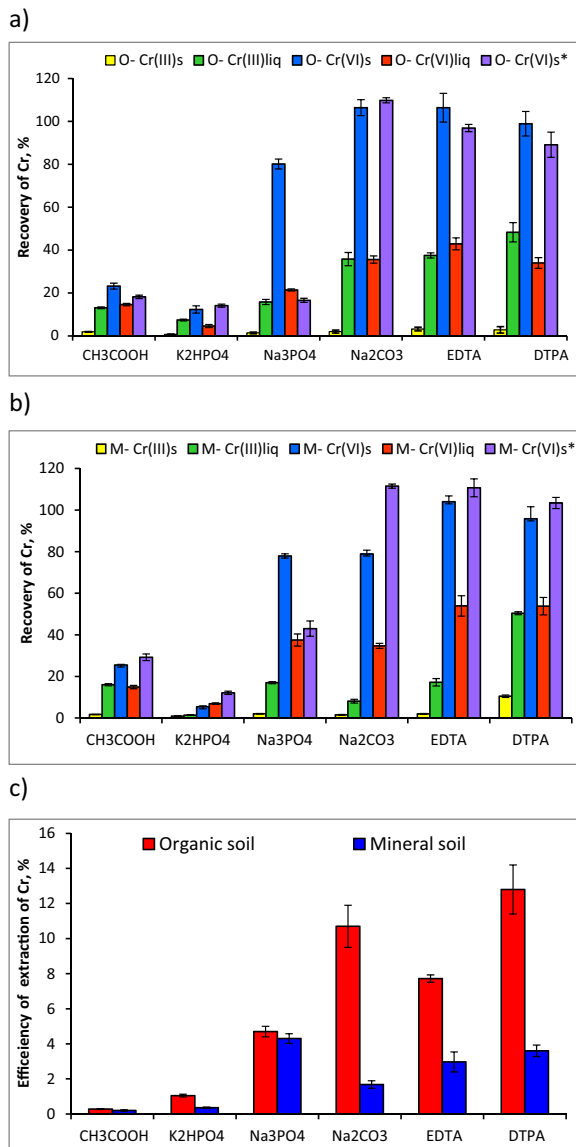 a)
O- Cr(III)s O- Cr(III)liq O- Cr(VI)s O- Cr(VI)liq O- Cr(VI)s*
120
100
80
60
40
20
0
Recovery of Cr, %
CH3COOH K2HPO4 Na3PO4 Na2CO3 EDTA DTPA
b)
M- Cr(III)s M- Cr(III)liq M- Cr(VI)s M- Cr(VI)liq M- Cr(VI)s*
120
100
80
60
40
20
0
Recovery of Cr, %
CH3COOH K2HPO4 Na3PO4 Na2CO3 EDTA DTPA
c)
Organic soil Mineral soil
16
14
12
10
8
6
4
2
0
Efficeiency of extraction of Cr, %
CH3COOH K2HPO4 Na3PO4 Na2CO3 EDTA DTPA